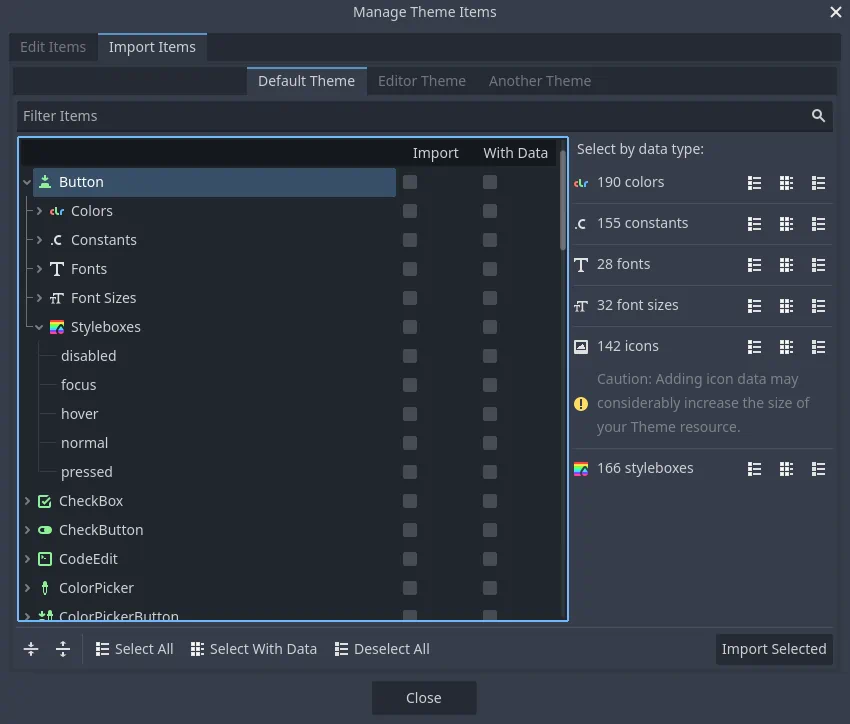 Manage Theme Items
Edit Items Import Items
Default Theme Editor Theme Another Theme
Filter Items
Import With Data
Button
Colors
Constants
Fonts
Font Sizes
Styleboxes
disabled
focus
hover
normal
pressed
CheckBox
CheckButton
CodeEdit
ColorPicker
ColorPickerButton
Select by data type:
190 colors
155 constants
28 fonts
32 font sizes
142 icons
Caution: Adding icon data may
considerably increase the size of
your Theme resource.
166 styleboxes
Select All Select With Data Deselect All Import Selected
Close